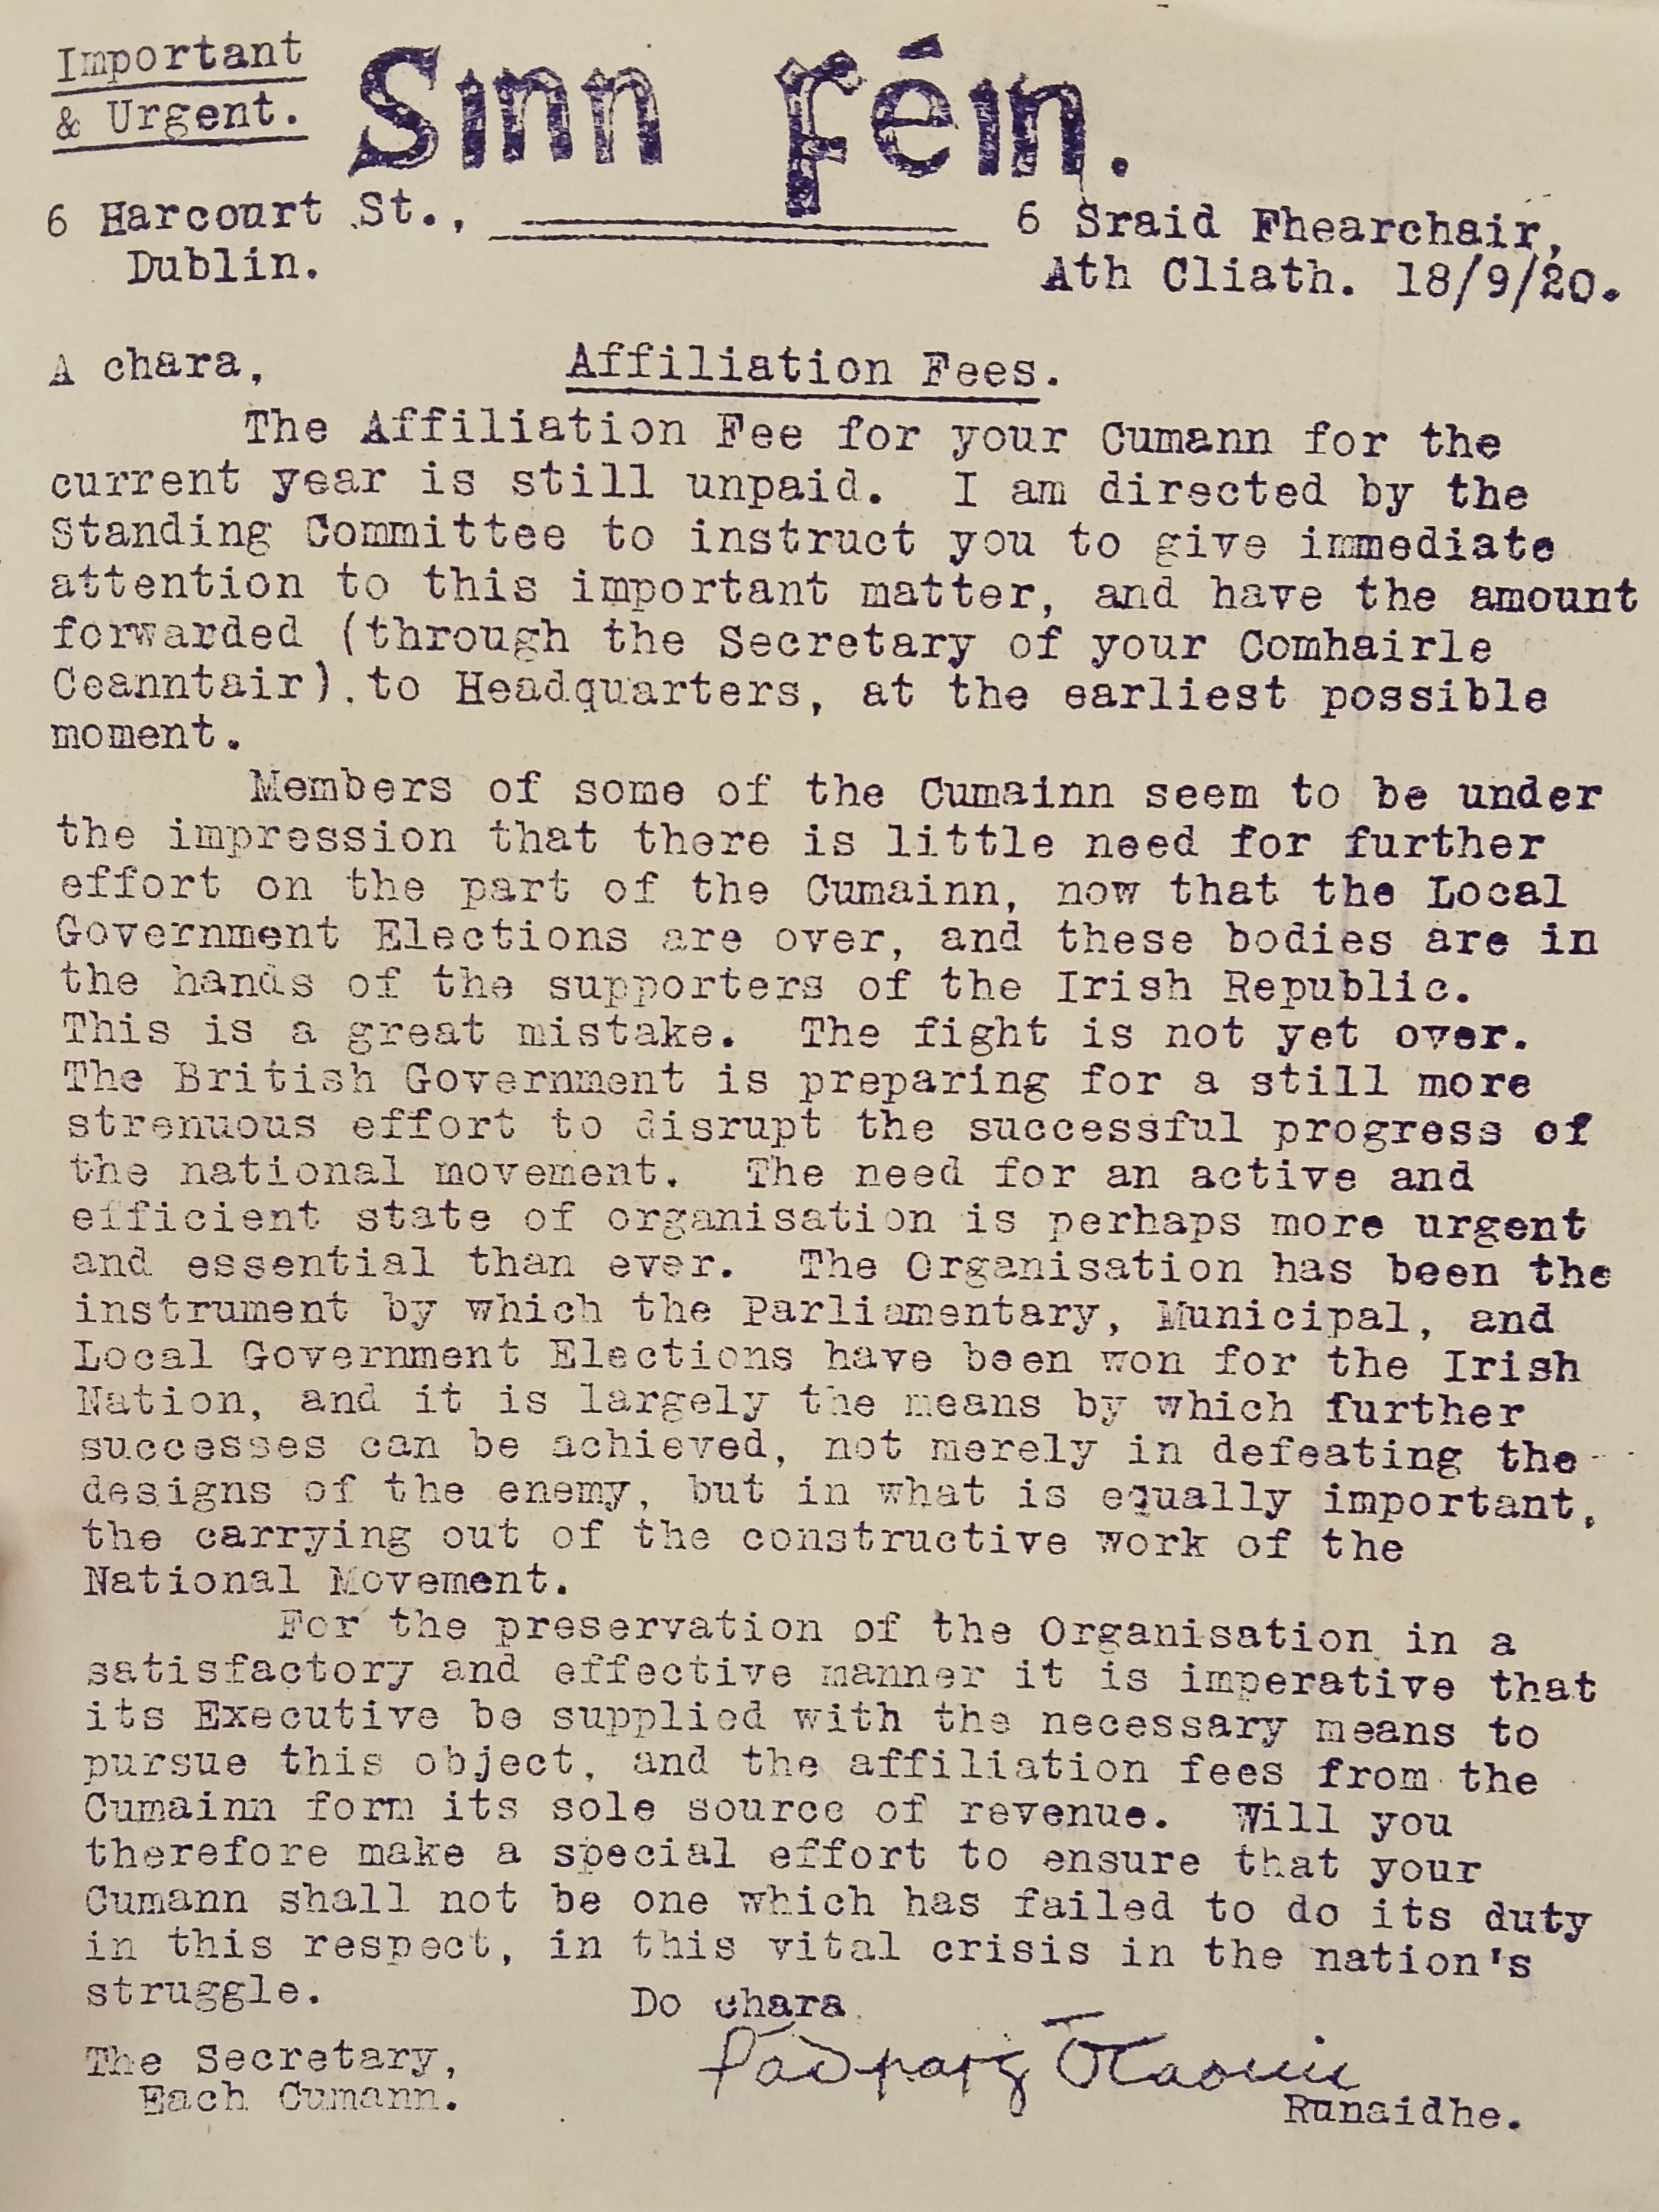 Important
& Urgent.
Sinn Féin.
6 Harcourt St.,
Dublin.
6 Sraid Fhearchair,
Ath Cliath. 18/9/20.
A chara,
Affiliation Fees.
The Affiliation Fee for your Cumann for the
current year is still unpaid. I am directed by the
Standing Committee to instruct you to give immediate
attention to this important matter, and have the amount
forwarded (through the Secretary of your Comhairle
Ceanntair).to Headquarters, at the earliest possible
moment.
Members of some of the Cumainn seem to be under
the impression that there is little need for further
effort on the part of the Cumainn, now that the Local
Government Elections are over, and these bodies are in
the hands of the supporters of the Irish Republic.
This is a great mistake. The fight is not yet over.
The British Government is preparing for a still more
strenuous effort to disrupt the successful progress of
the national movement. The need for an active and
efficient state of organisation is perhaps more urgent
and essential than ever. The Organisation has been the
instrument by which the Parliamentary, Municipal, and
Local Government Elections have been won for the Irish
Nation, and it is largely the means by which further
successes can be achieved, not merely in defeating the
designs of the enemy, but in what is equally important,
the carrying out of the constructive work of the
National Movement.
For the preservation of the Organisation in a
satisfactory and effective manner it is imperative that
its Executive be supplied with the necessary means to
pursue this object, and the affiliation fees from the
Cumainn form its sole source of revenue. Will you
therefore make a special effort to ensure that your
Cumann shall not be one which has failed to do its duty
in this respect, in this vital crisis in the nation's
struggle.
Do chara
Pádraig
The Secretary,
Each Cumann.
Runaidhe.